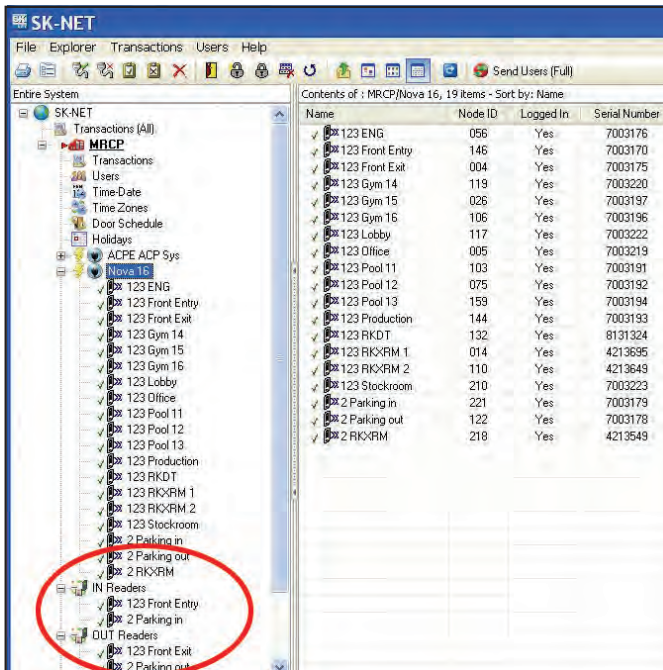 SK-NET
File Explorer Transactions Users Help
Send Users (Full)
Entire System
SK-NET
Transactions (All)
MRCP
Transactions
Users
Time-Date
Time Zones
Door Schedule
Holidays
ACPE ACP Sys
Nova 16
123 ENG
123 Front Entry
123 Front Exit
123 Gym 14
123 Gym 15
123 Gym 16
123 Lobby
123 Office
123 Pool 11
123 Pool 12
123 Pool 13
123 Production
123 RKDT
123 RKXRM 1
123 RKXRM 2
123 Stockroom
2 Parking in
2 Parking out
2 RKXRM
IN Readers
123 Front Entry
2 Parking in
OUT Readers
123 Front Exit
2 Parking out
Contents of : MRCP/Nova 16, 19 items - Sort by: Name
Name Node ID Logged In Serial Number
123 ENG 056 Yes 7003176
123 Front Entry 146 Yes 7003170
123 Front Exit 004 Yes 7003175
123 Gym 14 119 Yes 7003220
123 Gym 15 026 Yes 7003197
123 Gym 16 106 Yes 7003196
123 Lobby 117 Yes 7003222
123 Office 005 Yes 7003219
123 Pool 11 103 Yes 7003191
123 Pool 12 075 Yes 7003192
123 Pool 13 159 Yes 7003194
123 Production 144 Yes 7003193
123 RKDT 132 Yes 8131324
123 RKXRM 1 014 Yes 4213695
123 RKXRM 2 110 Yes 4213649
123 Stockroom 210 Yes 7003223
2 Parking in 221 Yes 7003179
2 Parking out 122 Yes 7003178
2 RKXRM 218 Yes 4213549